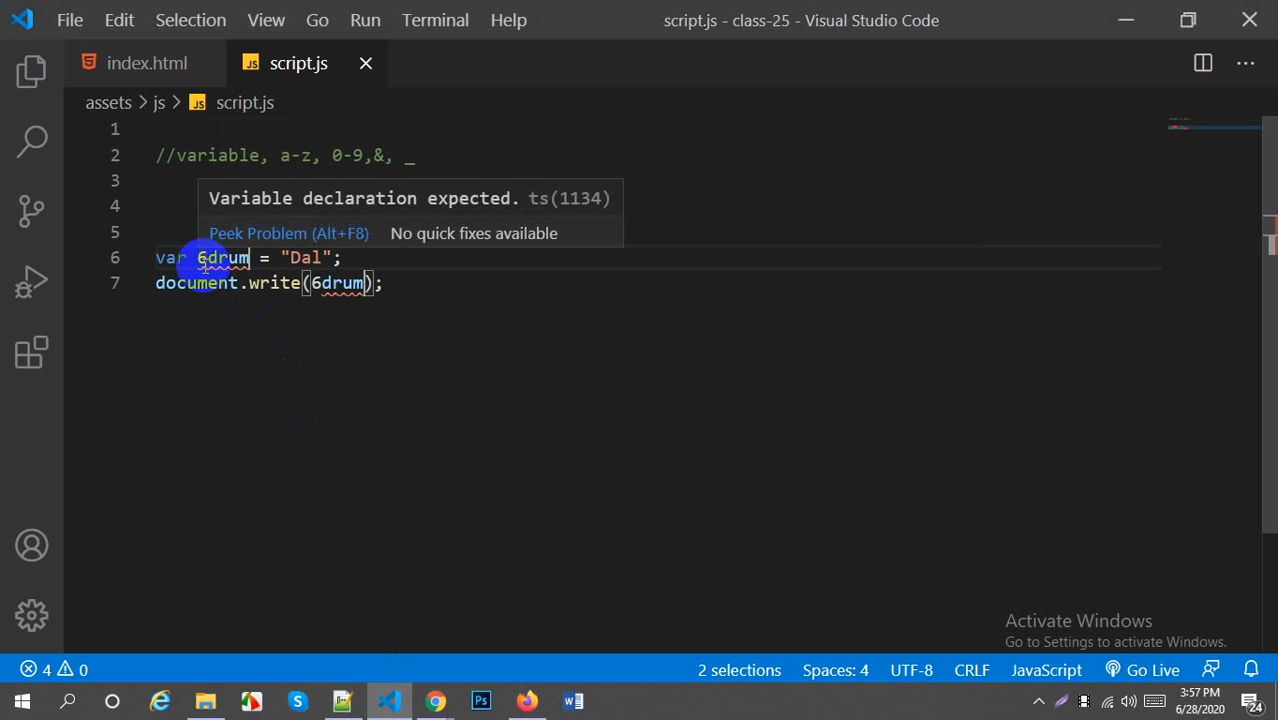 File Edit Selection View Go Run Terminal Help script.js - class-25 - Visual Studio Code
index.html JS script.js
assets > js > JS script.js
1
2 //variable, a-z, 0-9,&, _
3
Variable declaration expected. ts(1134)
4
5
Peek Problem (Alt+F8) No quick fixes available
6 var 6drum = "Dal";
7 document.write(6drum);
Activate Windows
Go to Settings to activate Windows.
4 0 2 selections Spaces: 4 UTF-8 CRLF JavaScript Go Live
Ps W 3:57 PM
6/28/2020 24